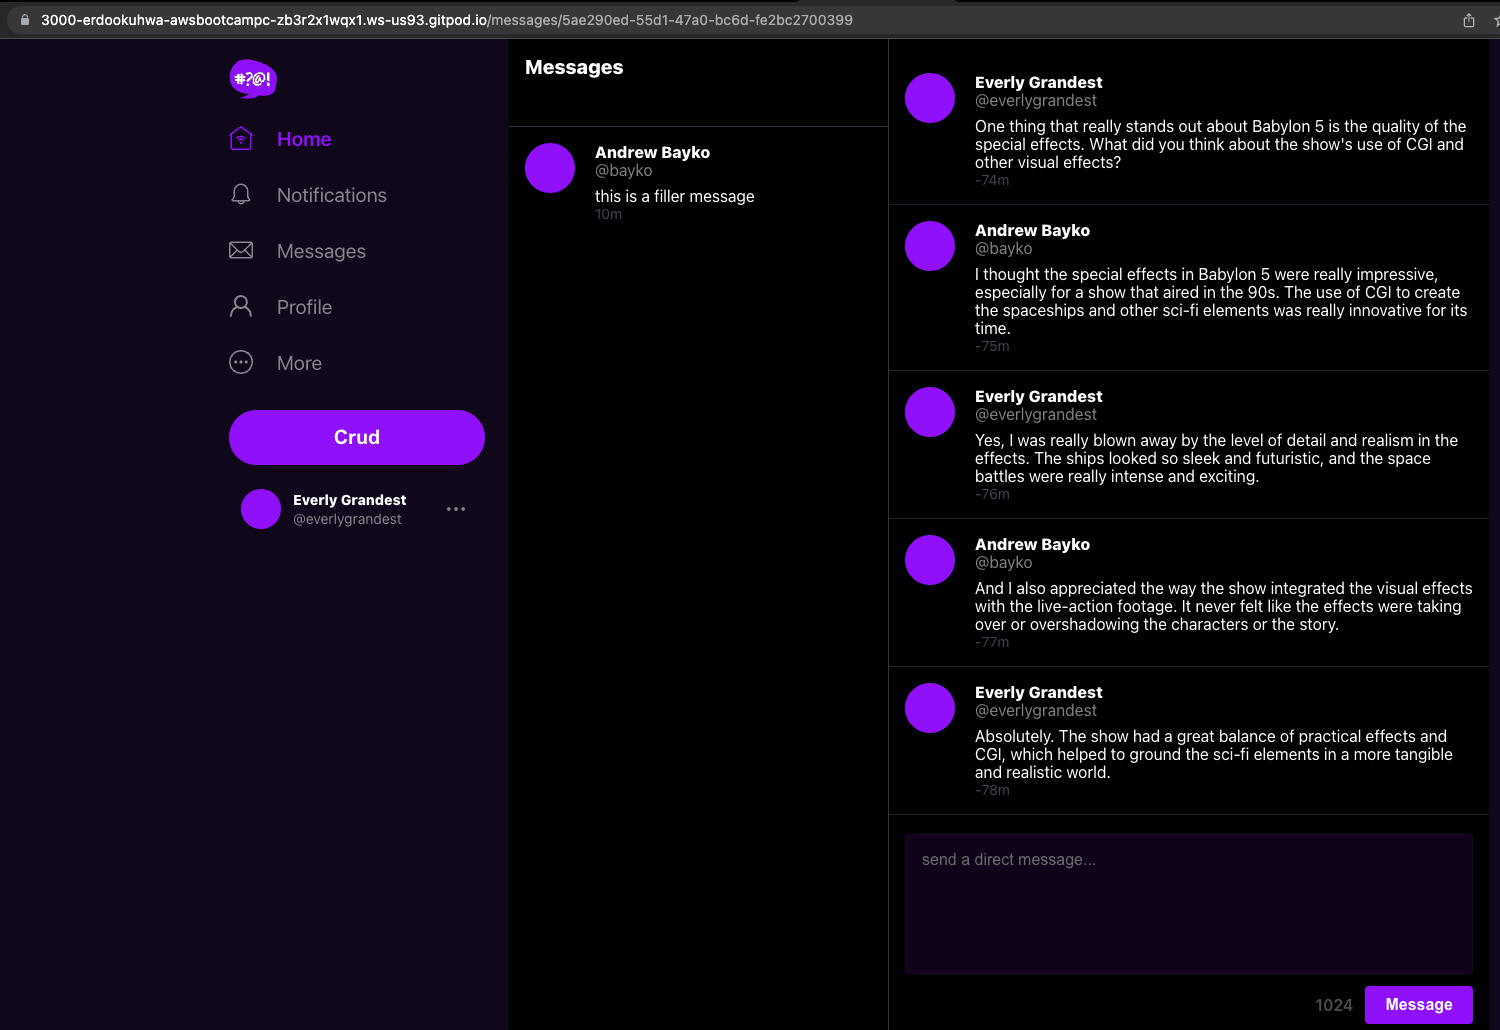 3000-erdookuhwa-awsbootcampc-zb3r2x1wqx1.ws-us93.gitpod.io/messages/5ae290ed-55d1-47a0-bc6d-fe2bc2700399
#?@!
Home
Notifications
Messages
Profile
More
Crud
Everly Grandest
@everlygrandest
Messages
Andrew Bayko
@bayko
this is a filler message
10m
Everly Grandest
@everlygrandest
One thing that really stands out about Babylon 5 is the quality of the
special effects. What did you think about the show's use of CGI and
other visual effects?
-74m
Andrew Bayko
@bayko
I thought the special effects in Babylon 5 were really impressive,
especially for a show that aired in the 90s. The use of CGI to create
the spaceships and other sci-fi elements was really innovative for its
time.
-75m
Everly Grandest
@everlygrandest
Yes, I was really blown away by the level of detail and realism in the
effects. The ships looked so sleek and futuristic, and the space
battles were really intense and exciting.
-76m
Andrew Bayko
@bayko
And I also appreciated the way the show integrated the visual effects
with the live-action footage. It never felt like the effects were taking
over or overshadowing the characters or the story.
-77m
Everly Grandest
@everlygrandest
Absolutely. The show had a great balance of practical effects and
CGI, which helped to ground the sci-fi elements in a more tangible
and realistic world.
-78m
send a direct message...
1024
Message